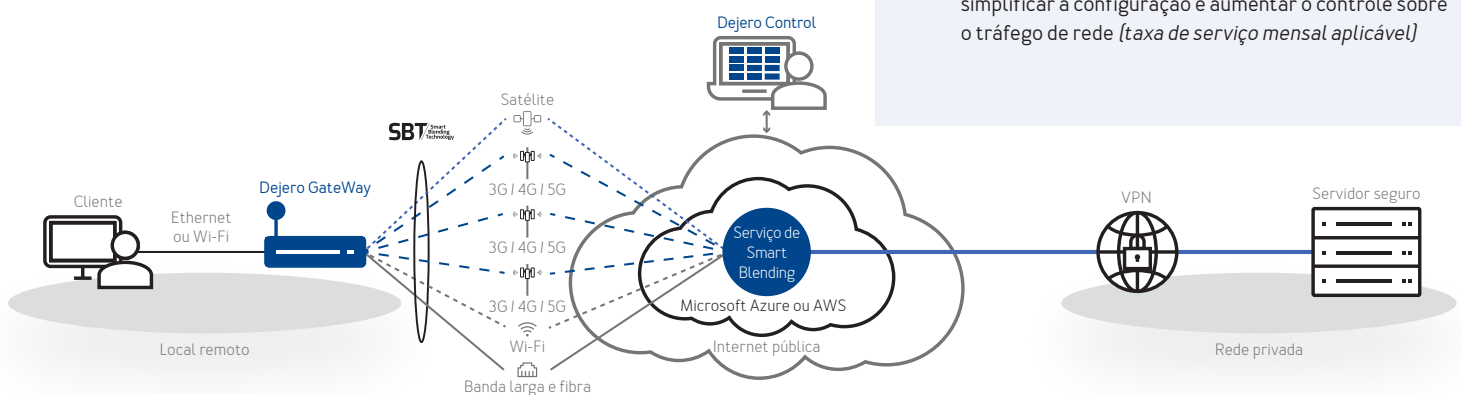 simplificar a configuração e aumentar o controle sobre
o tráfego de rede (taxa de serviço mensal aplicável)
Dejero Control
Satélite
SBT Smart
Blending
Technology
3G / 4G / 5G
Dejero GateWay
Cliente
Ethernet
ou Wi-Fi
3G / 4G / 5G
3G / 4G / 5G
Wi-Fi
Banda larga e fibra
Local remoto
Serviço de
Smart
Blending
Microsoft Azure ou AWS
Internet pública
VPN
Servidor seguro
Rede privada